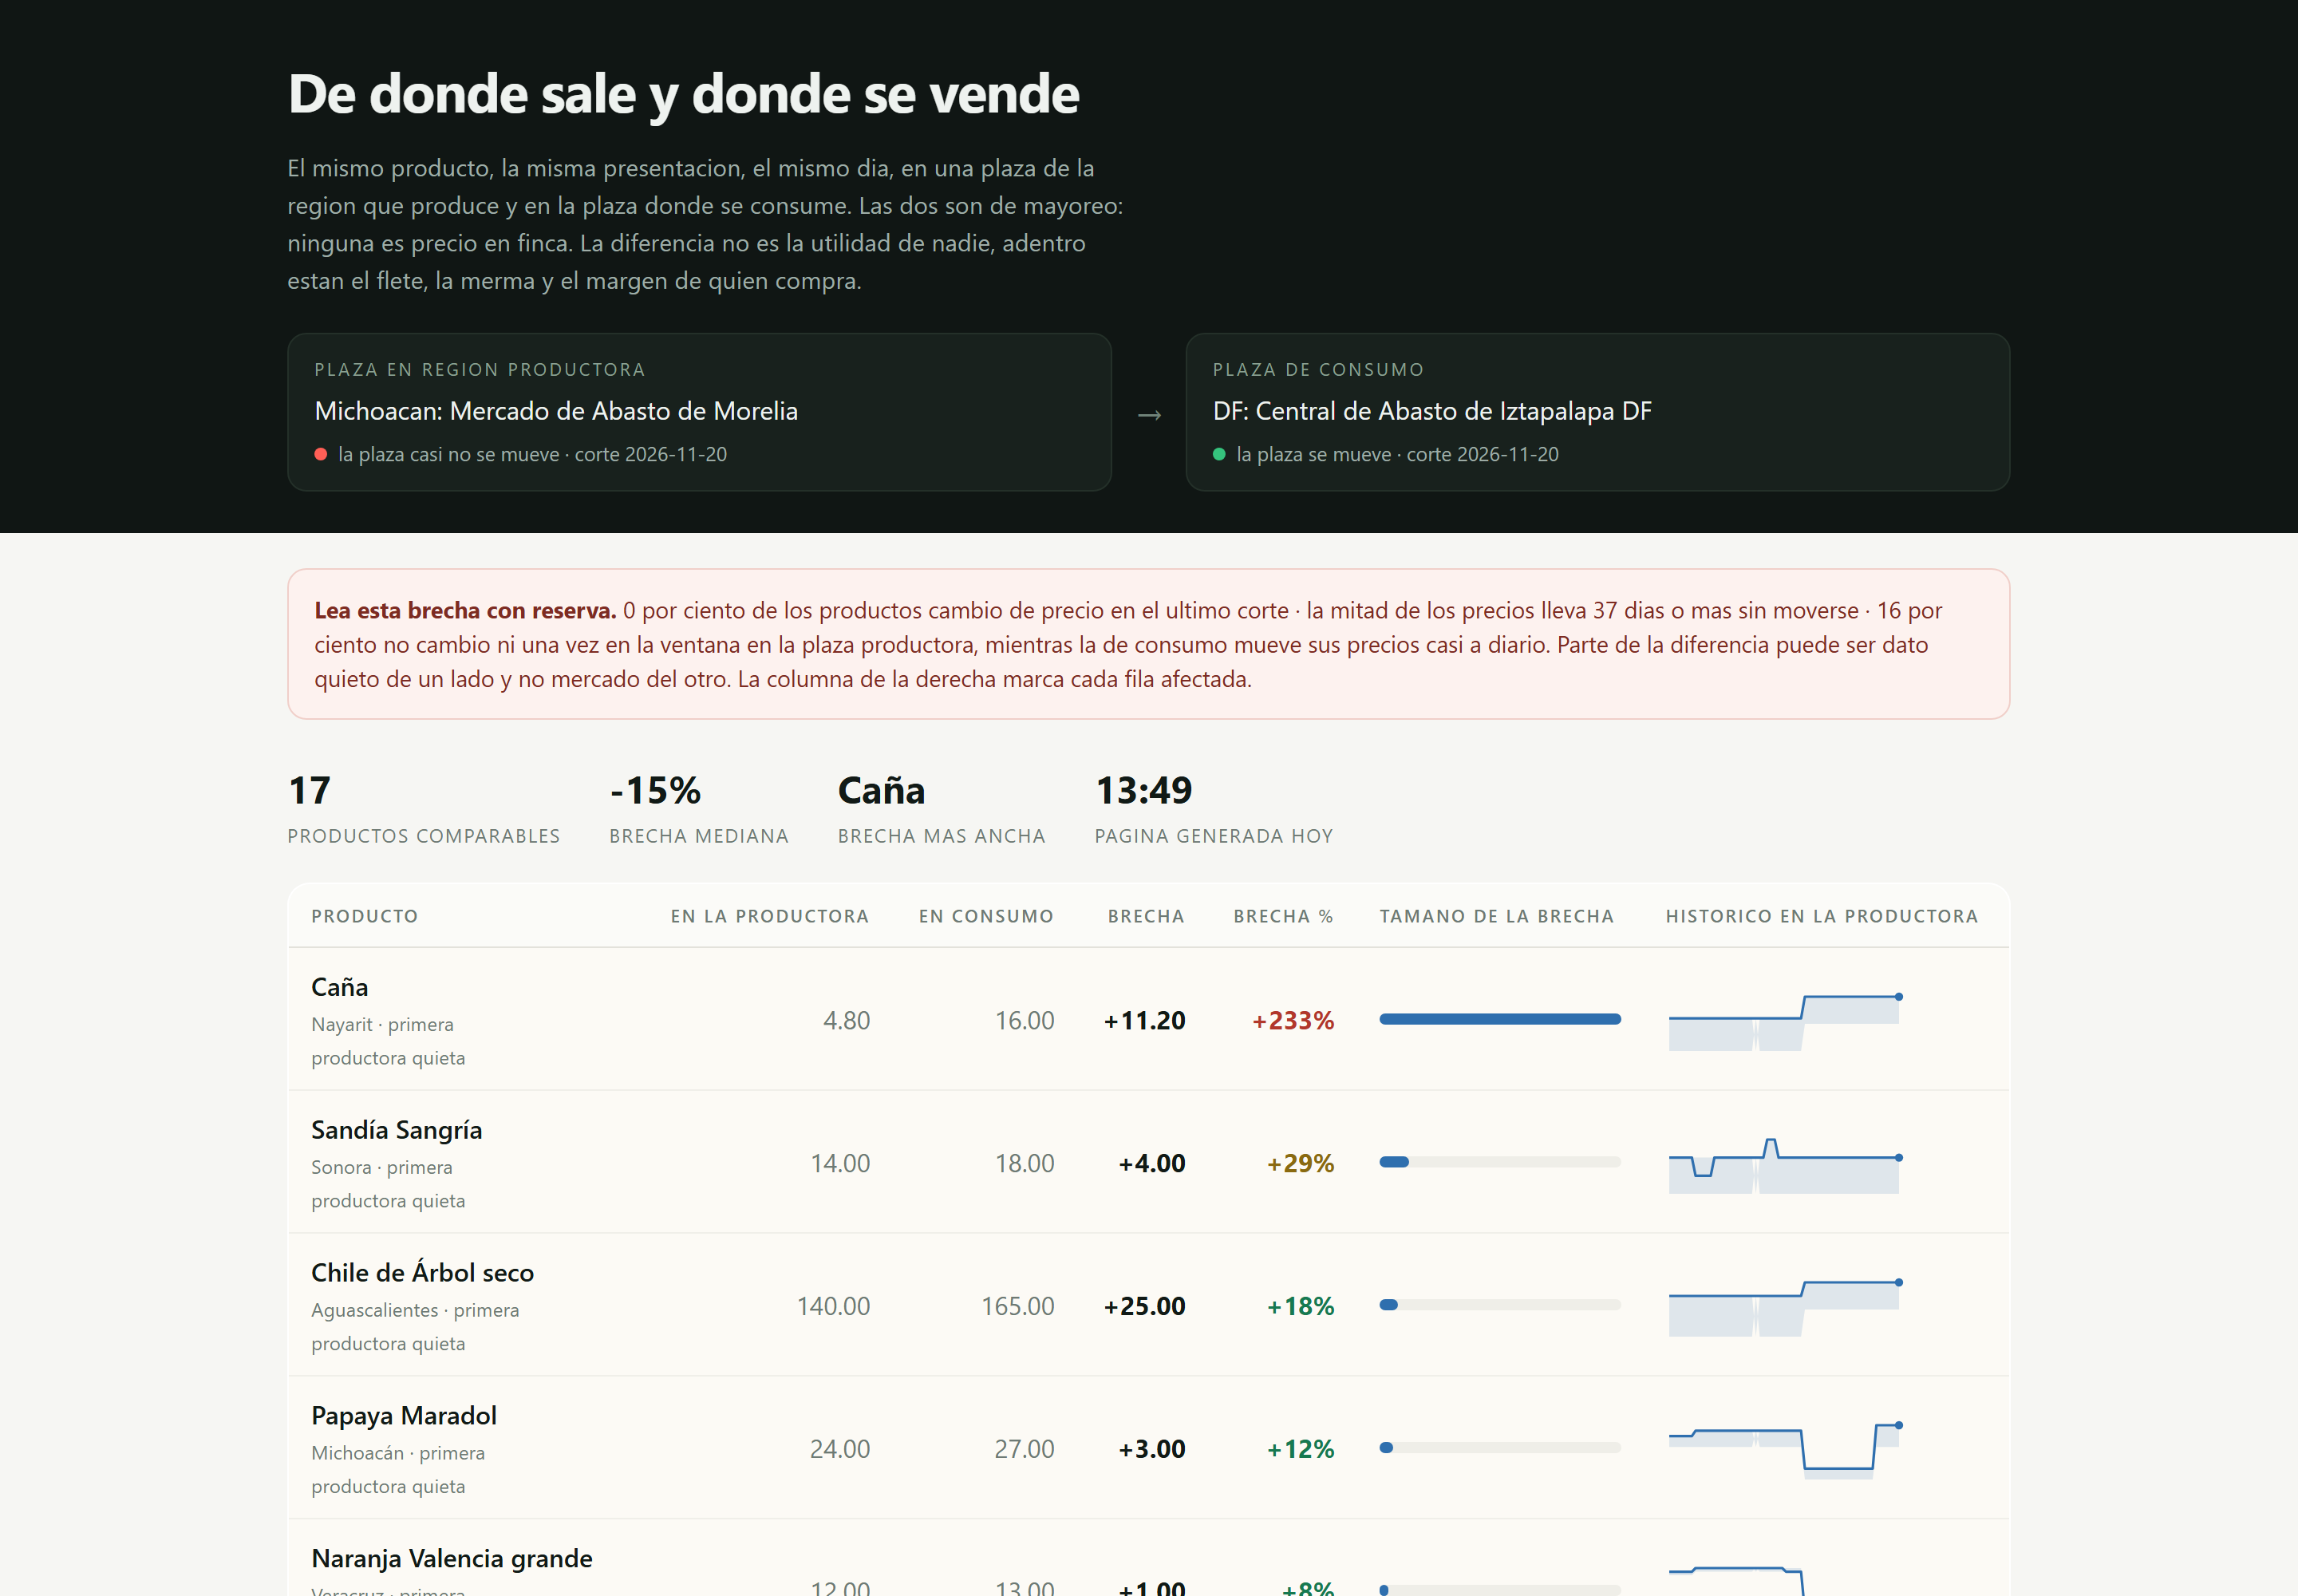 De donde sale y donde se vende
El mismo producto, la misma presentacion, el mismo dia, en una plaza de la
region que produce y en la plaza donde se consume. Las dos son de mayoreo:
ninguna es precio en finca. La diferencia no es la utilidad de nadie, adentro
estan el flete, la merma y el margen de quien compra.
PLAZA EN REGION PRODUCTORA
Michoacan: Mercado de Abasto de Morelia
la plaza casi no se mueve · corte 2026-11-20
→
PLAZA DE CONSUMO
DF: Central de Abasto de Iztapalapa DF
la plaza se mueve · corte 2026-11-20
Lea esta brecha con reserva. 0 por ciento de los productos cambio de precio en el ultimo corte · la mitad de los precios lleva 37 dias o mas sin moverse · 16 por
ciento no cambio ni una vez en la ventana en la plaza productora, mientras la de consumo mueve sus precios casi a diario. Parte de la diferencia puede ser dato
quieto de un lado y no mercado del otro. La columna de la derecha marca cada fila afectada.
17
PRODUCTOS COMPARABLES
-15%
BRECHA MEDIANA
Caña
BRECHA MAS ANCHA
13:49
PAGINA GENERADA HOY
PRODUCTO EN LA PRODUCTORA EN CONSUMO BRECHA BRECHA % TAMANO DE LA BRECHA HISTORICO EN LA PRODUCTORA
Caña
Nayarit · primera
productora quieta
4.80 16.00 +11.20 +233%
Sandía Sangría
Sonora · primera
productora quieta
14.00 18.00 +4.00 +29%
Chile de Árbol seco
Aguascalientes · primera
productora quieta
140.00 165.00 +25.00 +18%
Papaya Maradol
Michoacán · primera
productora quieta
24.00 27.00 +3.00 +12%
Naranja Valencia grande
Veracruz · primera
12.00 13.00 +1.00 +8%